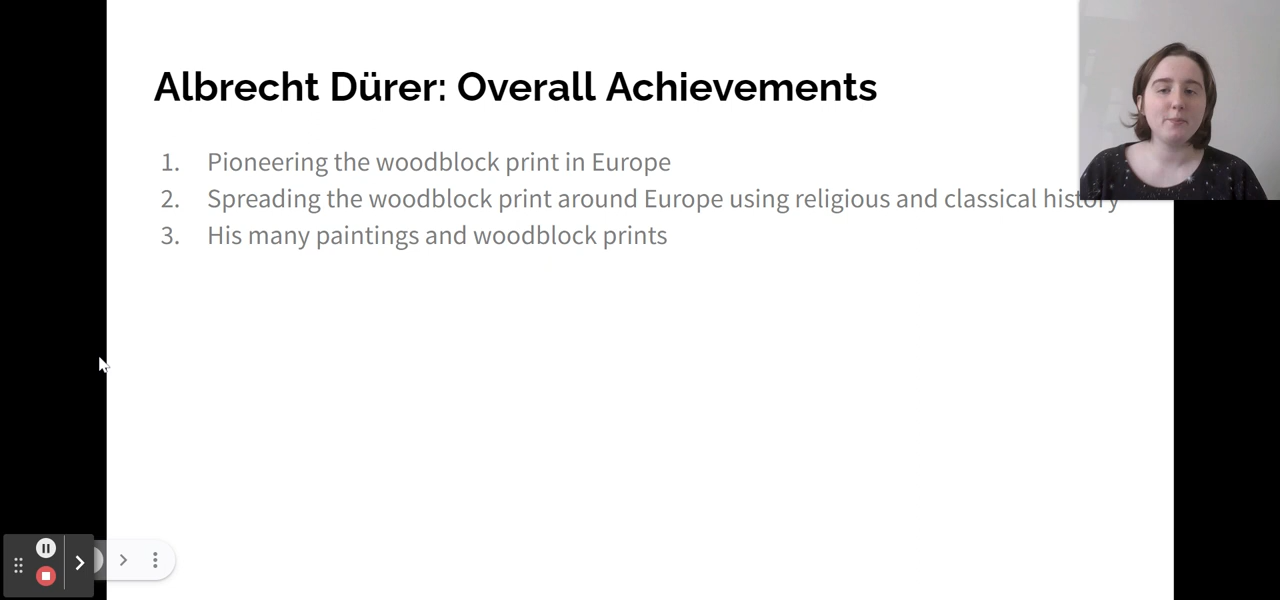 Albrecht Dürer: Overall Achievements
1. Pioneering the woodblock print in Europe
2. Spreading the woodblock print around Europe using religious and classical history
3. His many paintings and woodblock prints